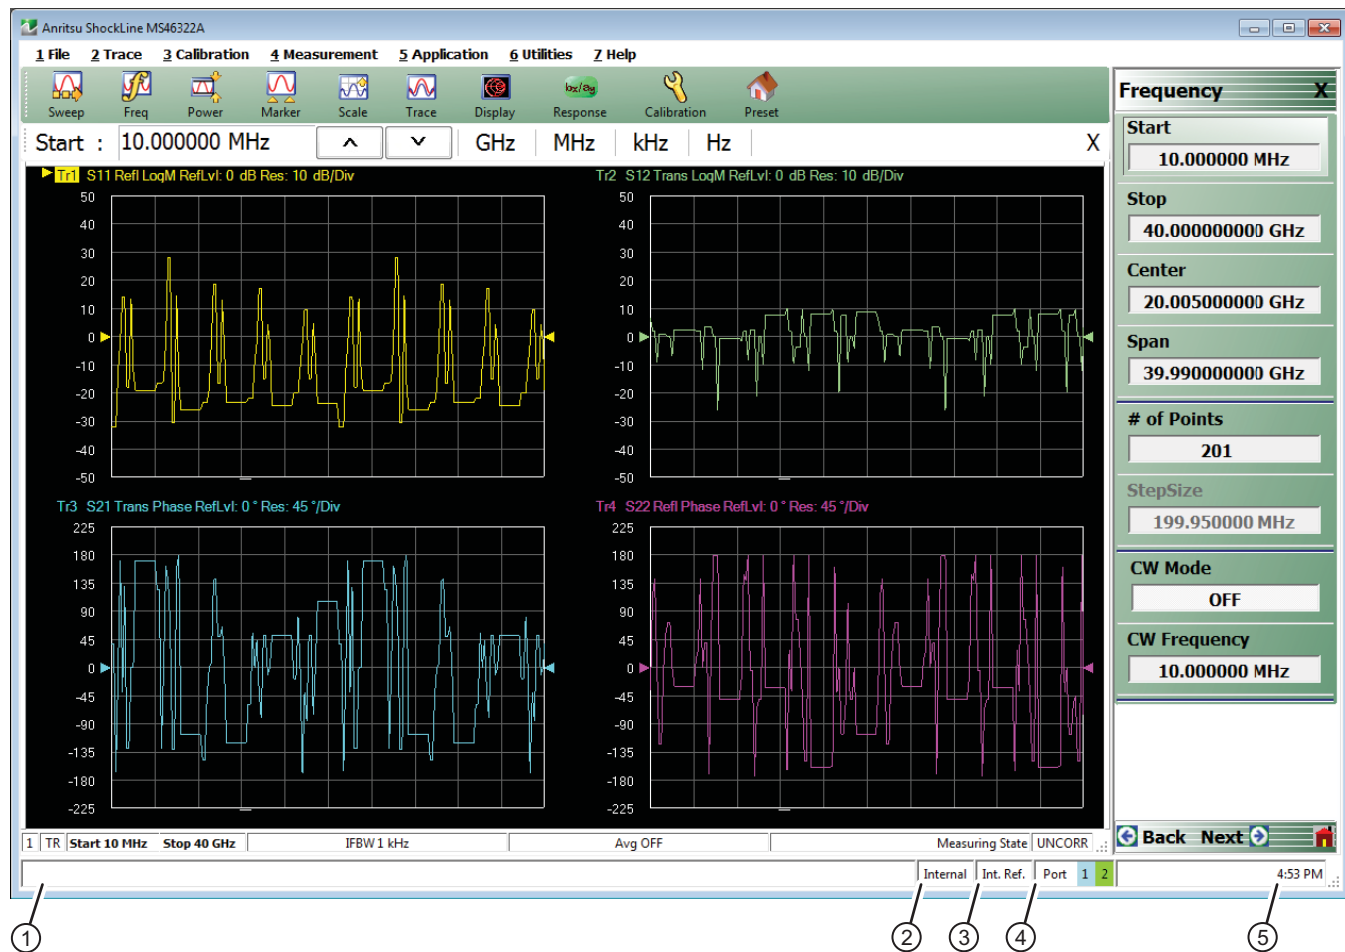 Anritsu ShockLine MS46322A
1 File 2 Trace 3 Calibration 4 Measurement 5 Application 6 Utilities 7 Help
Sweep Freq Power Marker Scale Trace Display bx/ay Response Calibration Preset
Start : 10.000000 MHz GHz MHz kHz Hz X
Tr1 S11 Refl LogM RefLvl: 0 dB Res: 10 dB/Div
50
40
30
20
10
0
-10
-20
-30
-40
-50
Tr2 S12 Trans LogM RefLvl: 0 dB Res: 10 dB/Div
50
40
30
20
10
0
-10
-20
-30
-40
-50
Tr3 S21 Trans Phase RefLvl: 0 ° Res: 45 °/Div
225
180
135
90
45
0
-45
-90
-135
-180
-225
Tr4 S22 Refl Phase RefLvl: 0 ° Res: 45 °/Div
225
180
135
90
45
0
-45
-90
-135
-180
-225
1 TR Start 10 MHz Stop 40 GHz IFBW 1 kHz Avg OFF Measuring State UNCORR
Frequency X
Start
10.000000 MHz
Stop
40.000000000 GHz
Center
20.005000000 GHz
Span
39.990000000 GHz
# of Points
201
StepSize
199.950000 MHz
CW Mode
OFF
CW Frequency
10.000000 MHz
Back Next
Internal Int. Ref. Port 1 2 4:53 PM
1 2 3 4 5